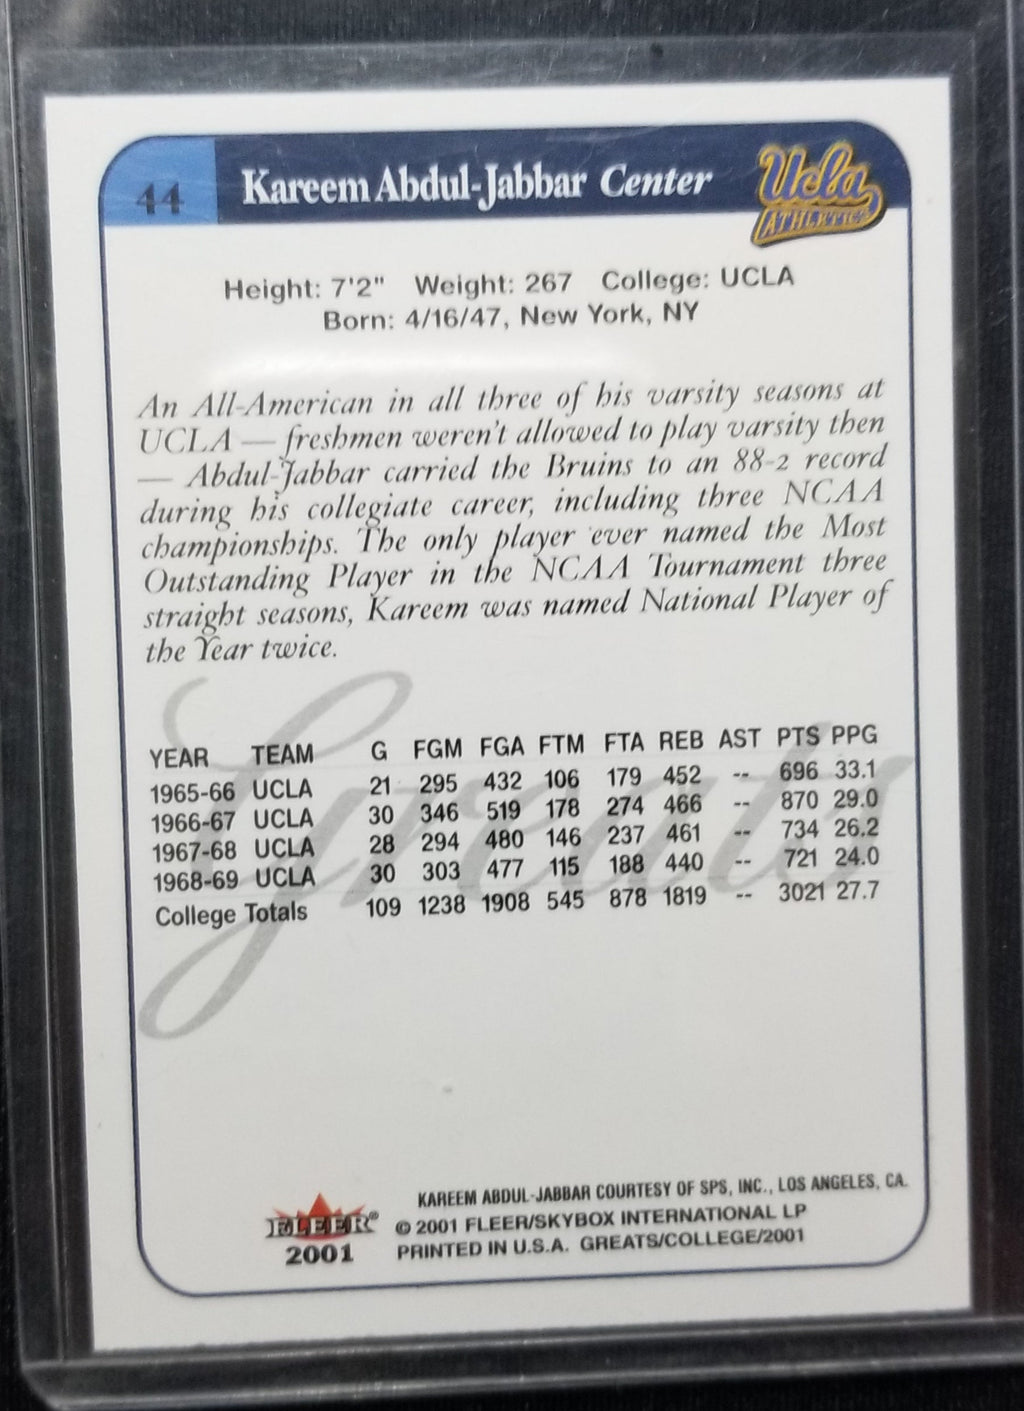 44 Kareem Abdul-Jabbar Center Ucla
ATHLETICS
Height: 7'2" Weight: 267 College: UCLA
Born: 4/16/47, New York, NY
An All-American in all three of his varsity seasons at
UCLA — freshmen weren't allowed to play varsity then
— Abdul-Jabbar carried the Bruins to an 88-2 record
during his collegiate career, including three NCAA
championships. The only player ever named the Most
Outstanding Player in the NCAA Tournament three
straight seasons, Kareem was named National Player of
the Year twice.
Greats
YEAR TEAM G FGM FGA FTM FTA REB AST PTS PPG
1965-66 UCLA 21 295 432 106 179 452 -- 696 33.1
1966-67 UCLA 30 346 519 178 274 466 -- 870 29.0
1967-68 UCLA 28 294 480 146 237 461 -- 734 26.2
1968-69 UCLA 30 303 477 115 188 440 -- 721 24.0
College Totals 109 1238 1908 545 878 1819 -- 3021 27.7
KAREEM ABDUL-JABBAR COURTESY OF SPS, INC., LOS ANGELES, CA.
FLEER® © 2001 FLEER/SKYBOX INTERNATIONAL LP
2001 PRINTED IN U.S.A. GREATS/COLLEGE/2001